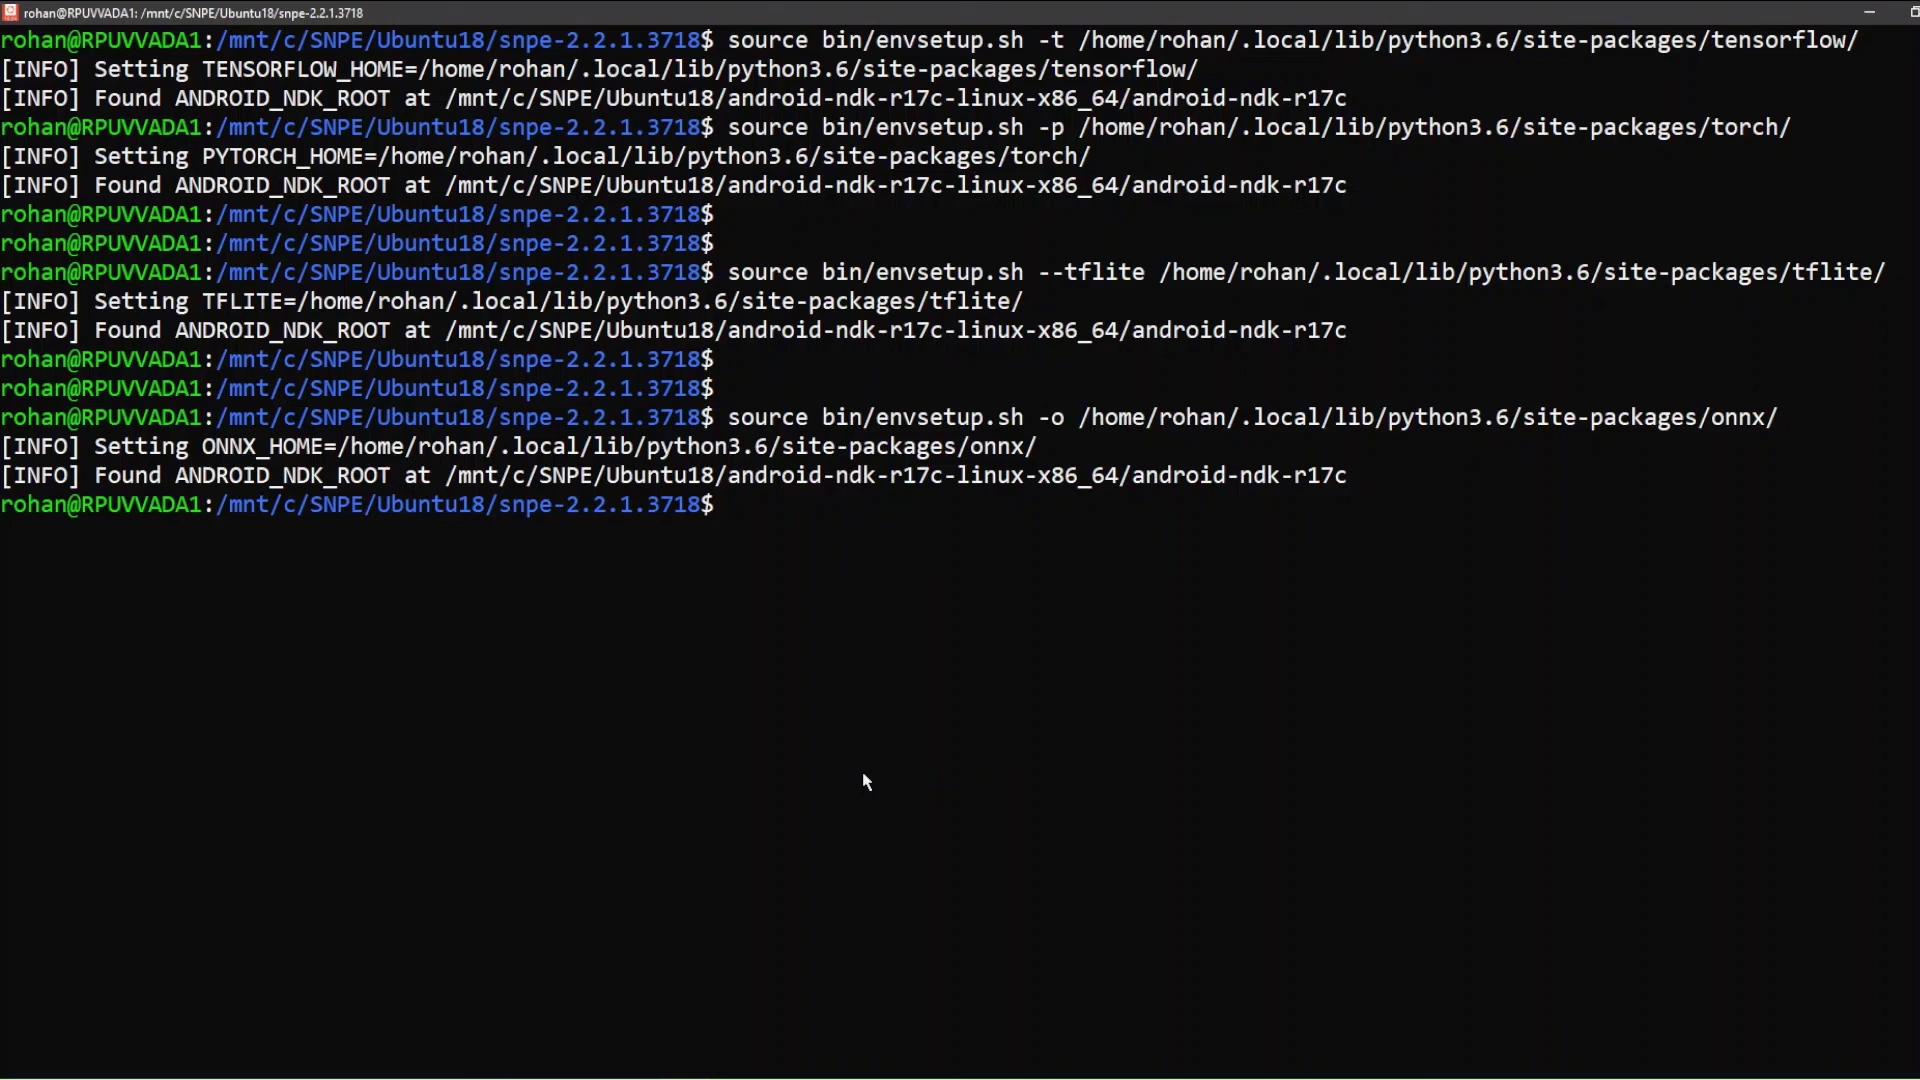 rohan@RPUVVADA1: /mnt/c/SNPE/Ubuntu18/snpe-2.2.1.3718
rohan@RPUVVADA1:/mnt/c/SNPE/Ubuntu18/snpe-2.2.1.3718$ source bin/envsetup.sh -t /home/rohan/.local/lib/python3.6/site-packages/tensorflow/
[INFO] Setting TENSORFLOW_HOME=/home/rohan/.local/lib/python3.6/site-packages/tensorflow/
[INFO] Found ANDROID_NDK_ROOT at /mnt/c/SNPE/Ubuntu18/android-ndk-r17c-linux-x86_64/android-ndk-r17c
rohan@RPUVVADA1:/mnt/c/SNPE/Ubuntu18/snpe-2.2.1.3718$ source bin/envsetup.sh -p /home/rohan/.local/lib/python3.6/site-packages/torch/
[INFO] Setting PYTORCH_HOME=/home/rohan/.local/lib/python3.6/site-packages/torch/
[INFO] Found ANDROID_NDK_ROOT at /mnt/c/SNPE/Ubuntu18/android-ndk-r17c-linux-x86_64/android-ndk-r17c
rohan@RPUVVADA1:/mnt/c/SNPE/Ubuntu18/snpe-2.2.1.3718$
rohan@RPUVVADA1:/mnt/c/SNPE/Ubuntu18/snpe-2.2.1.3718$
rohan@RPUVVADA1:/mnt/c/SNPE/Ubuntu18/snpe-2.2.1.3718$ source bin/envsetup.sh --tflite /home/rohan/.local/lib/python3.6/site-packages/tflite/
[INFO] Setting TFLITE=/home/rohan/.local/lib/python3.6/site-packages/tflite/
[INFO] Found ANDROID_NDK_ROOT at /mnt/c/SNPE/Ubuntu18/android-ndk-r17c-linux-x86_64/android-ndk-r17c
rohan@RPUVVADA1:/mnt/c/SNPE/Ubuntu18/snpe-2.2.1.3718$
rohan@RPUVVADA1:/mnt/c/SNPE/Ubuntu18/snpe-2.2.1.3718$
rohan@RPUVVADA1:/mnt/c/SNPE/Ubuntu18/snpe-2.2.1.3718$ source bin/envsetup.sh -o /home/rohan/.local/lib/python3.6/site-packages/onnx/
[INFO] Setting ONNX_HOME=/home/rohan/.local/lib/python3.6/site-packages/onnx/
[INFO] Found ANDROID_NDK_ROOT at /mnt/c/SNPE/Ubuntu18/android-ndk-r17c-linux-x86_64/android-ndk-r17c
rohan@RPUVVADA1:/mnt/c/SNPE/Ubuntu18/snpe-2.2.1.3718$